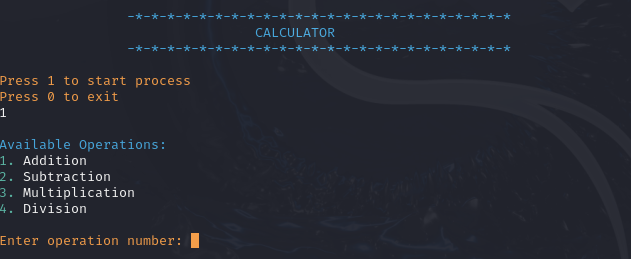 -*-*-*-*-*-*-*-*-*-*-*-*-*-*-*-*-*-*-*-*-*-*-*-*
CALCULATOR
-*-*-*-*-*-*-*-*-*-*-*-*-*-*-*-*-*-*-*-*-*-*-*-*
Press 1 to start process
Press 0 to exit
1
Available Operations:
1. Addition
2. Subtraction
3. Multiplication
4. Division
Enter operation number: